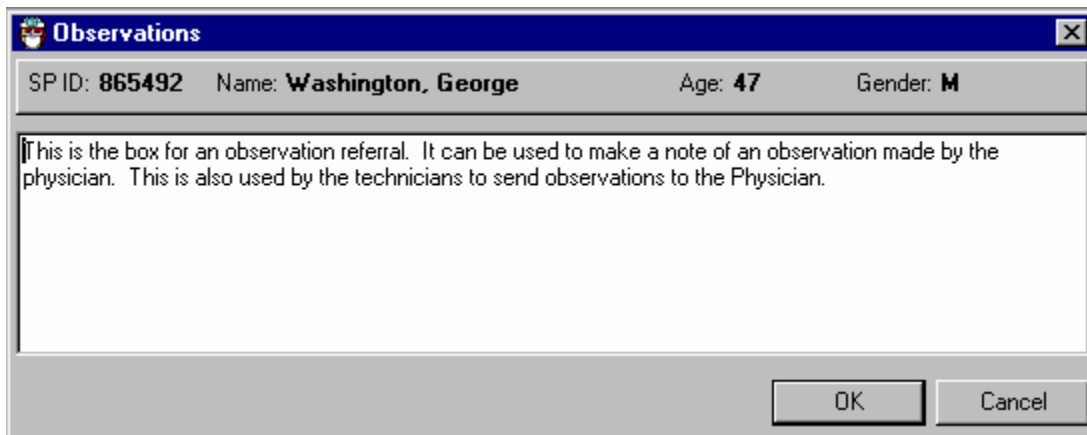 Observations
SP ID: 865492 Name: Washington, George Age: 47 Gender: M
This is the box for an observation referral. It can be used to make a note of an observation made by the
physician. This is also used by the technicians to send observations to the Physician.
OK Cancel